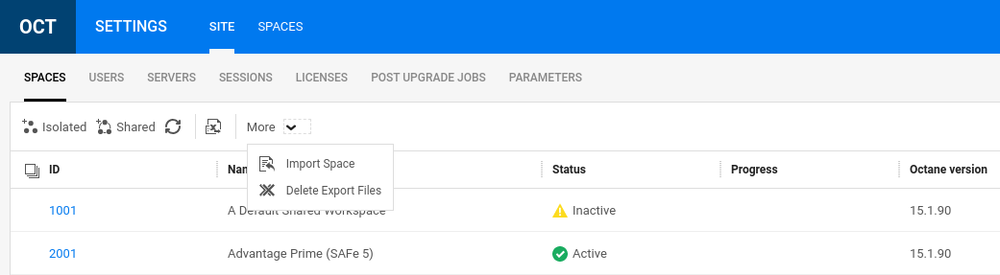 OCT SETTINGS SITE SPACES
SPACES USERS SERVERS SESSIONS LICENSES POST UPGRADE JOBS PARAMETERS
Isolated Shared More
Import Space
Delete Export Files
ID Nan Status Progress Octane version
1001 A Default Shared Workspace Inactive 15.1.90
2001 Advantage Prime (SAFe 5) Active 15.1.90